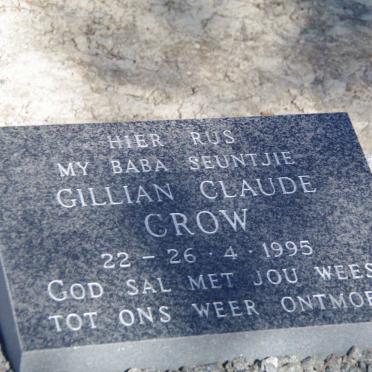 HIER RUS
MY BABA SEUNTJIE
GILLIAN CLAUDE
CROW
22 - 26 · 4 · 1995
GOD SAL MET JOU WEES
TOT ONS WEER